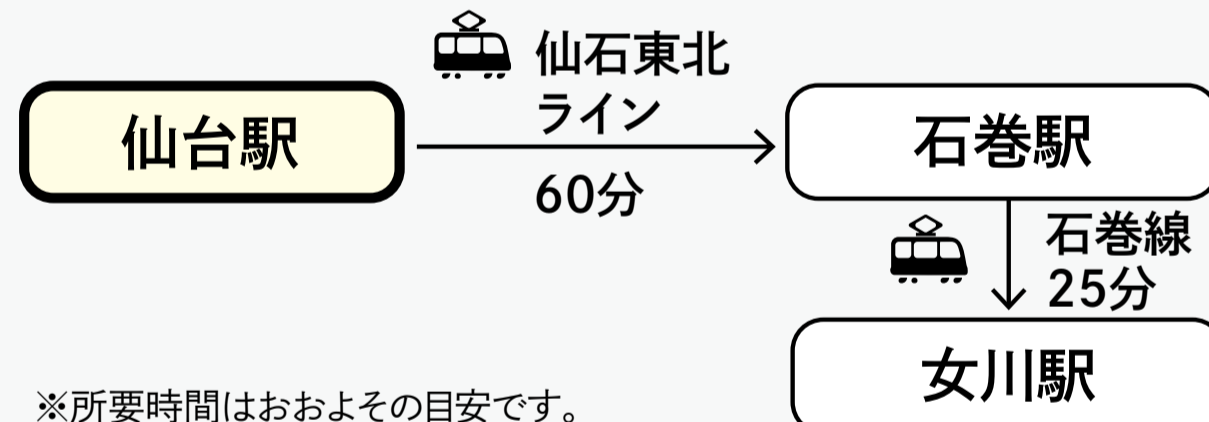 仙石東北
ライン
仙台駅
60分
石巻駅
石巻線
25分
女川駅
※所要時間はおおよその目安です。